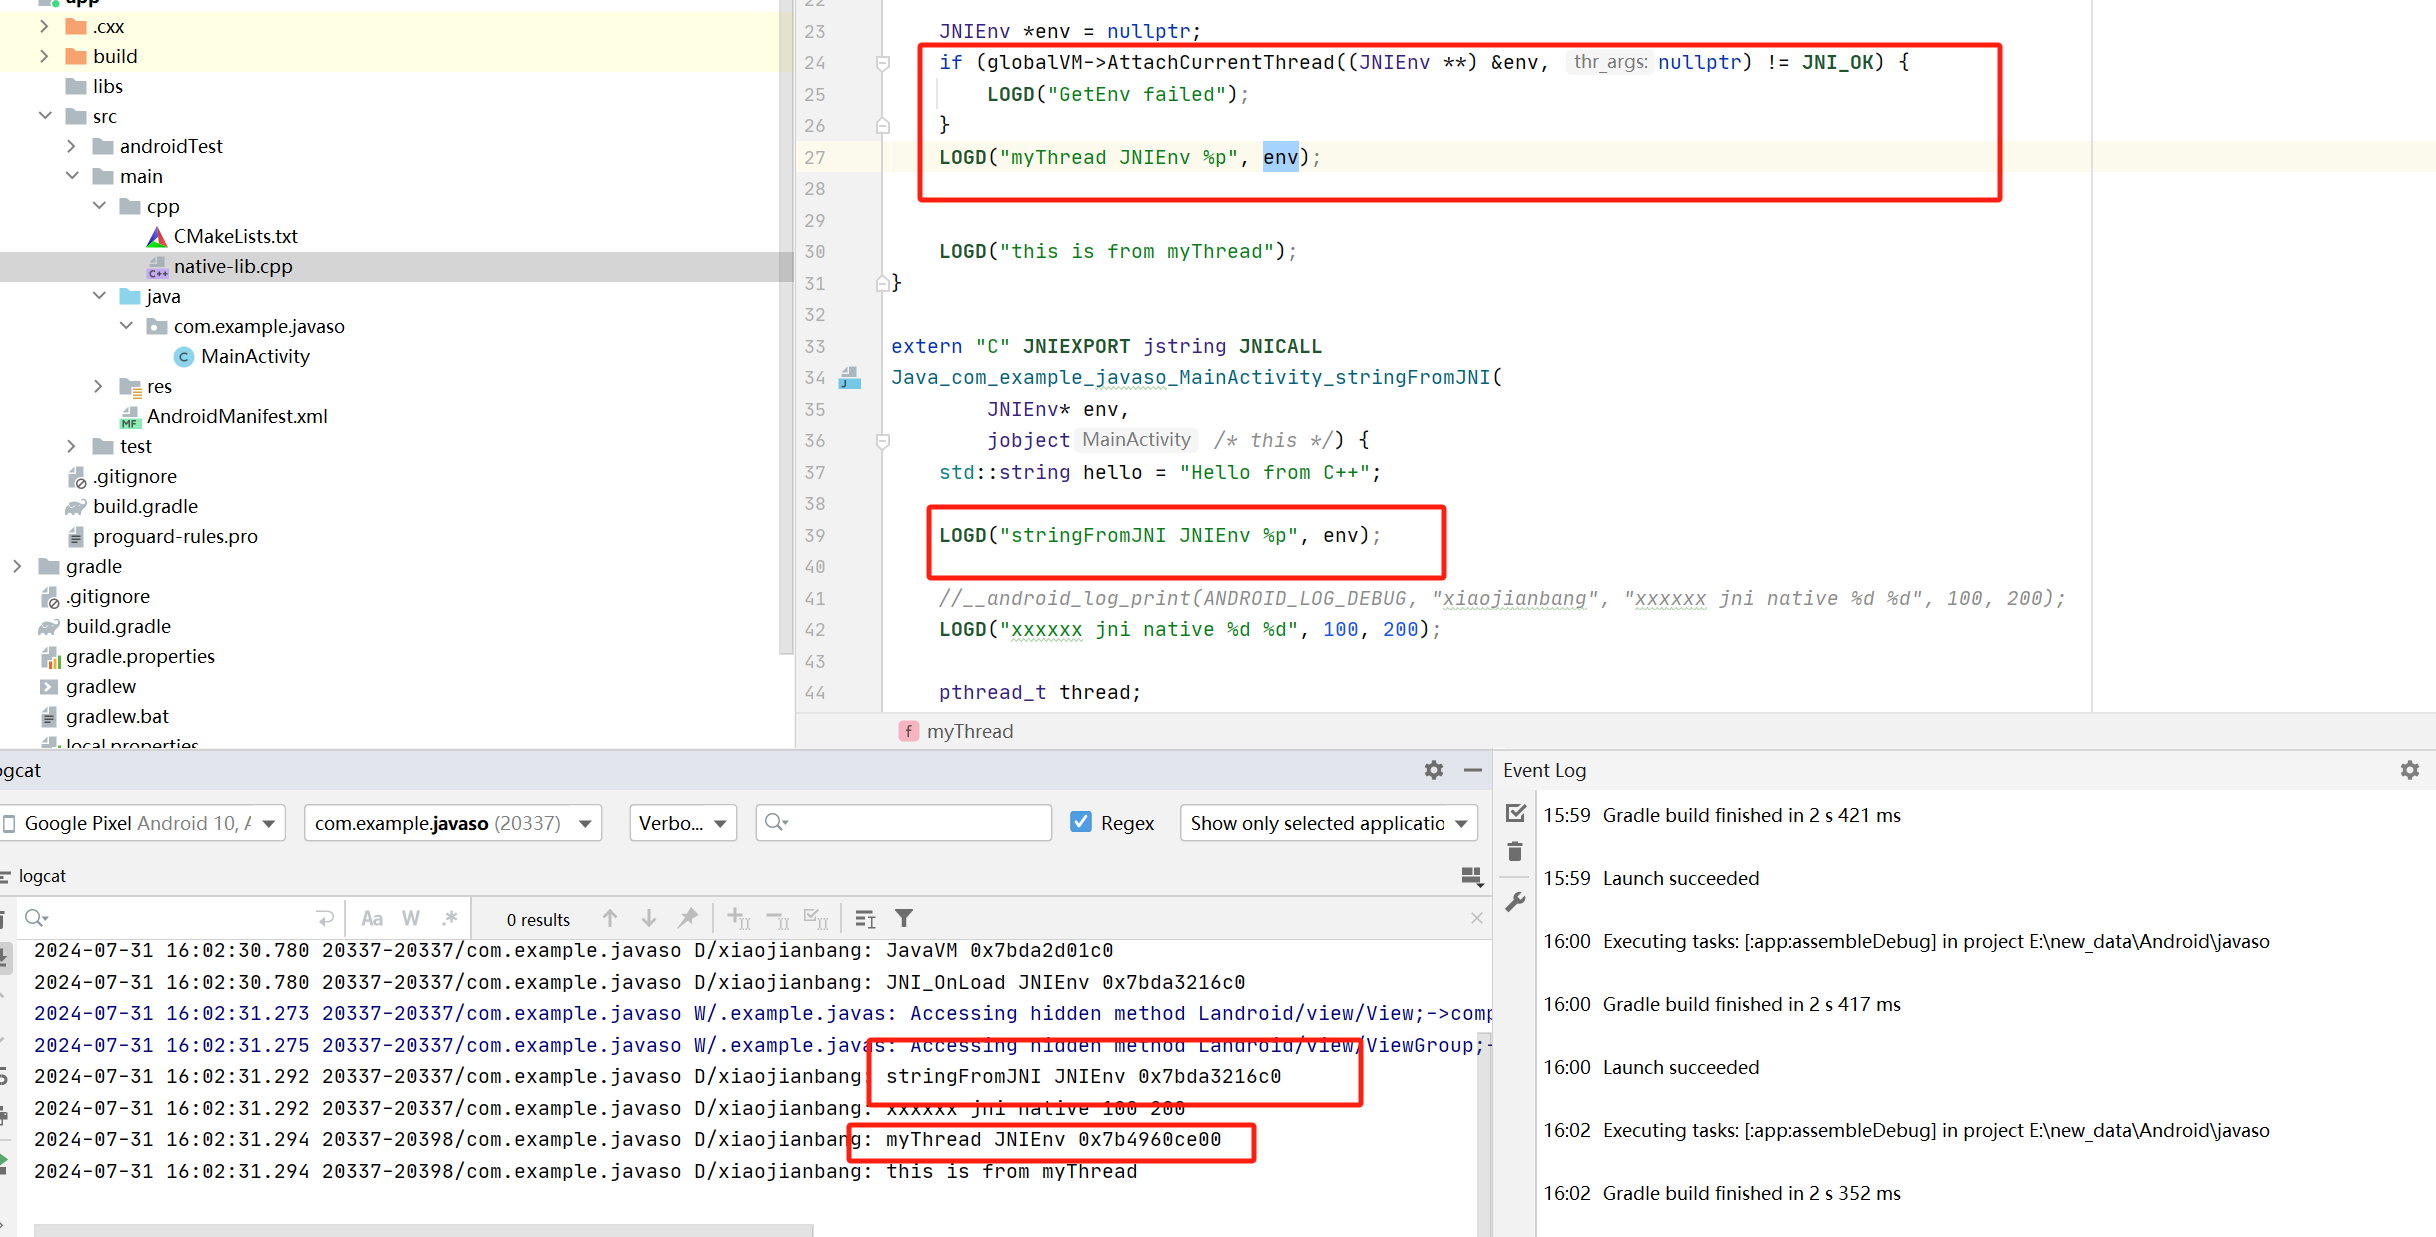 app
.cxx
build
libs
src
androidTest
main
cpp
CMakeLists.txt
native-lib.cpp
java
com.example.javaso
MainActivity
res
AndroidManifest.xml
test
.gitignore
build.gradle
proguard-rules.pro
gradle
.gitignore
build.gradle
gradle.properties
gradlew
gradlew.bat
local.properties
22
23 JNIEnv *env = nullptr;
24 if (globalVM->AttachCurrentThread((JNIEnv **) &env, thr_args: nullptr) != JNI_OK) {
25 LOGD("GetEnv failed");
26 }
27 LOGD("myThread JNIEnv %p", env);
28
29
30 LOGD("this is from myThread");
31 }
32
33 extern "C" JNIEXPORT jstring JNICALL
34 Java_com_example_javaso_MainActivity_stringFromJNI(
35 JNIEnv* env,
36 jobject MainActivity /* this */) {
37 std::string hello = "Hello from C++";
38
39 LOGD("stringFromJNI JNIEnv %p", env);
40
41 //__android_log_print(ANDROID_LOG_DEBUG, "xiaojianbang", "xxxxxx jni native %d %d", 100, 200);
42 LOGD("xxxxxx jni native %d %d", 100, 200);
43
44 pthread_t thread;
f myThread
ogcat
Google Pixel Android 10, A
com.example.javaso (20337)
Verbo...
Regex
Show only selected applicatio
logcat
Aa W .* 0 results
2024-07-31 16:02:30.780 20337-20337/com.example.javaso D/xiaojianbang: JavaVM 0x7bda2d01c0
2024-07-31 16:02:30.780 20337-20337/com.example.javaso D/xiaojianbang: JNI_OnLoad JNIEnv 0x7bda3216c0
2024-07-31 16:02:31.273 20337-20337/com.example.javaso W/.example.javas: Accessing hidden method Landroid/view/View;->comp
2024-07-31 16:02:31.275 20337-20337/com.example.javaso W/.example.javas: Accessing hidden method Landroid/view/ViewGroup;-
2024-07-31 16:02:31.292 20337-20337/com.example.javaso D/xiaojianbang: stringFromJNI JNIEnv 0x7bda3216c0
2024-07-31 16:02:31.292 20337-20337/com.example.javaso D/xiaojianbang: xxxxxx jni native 100 200
2024-07-31 16:02:31.294 20337-20398/com.example.javaso D/xiaojianbang: myThread JNIEnv 0x7b4960ce00
2024-07-31 16:02:31.294 20337-20398/com.example.javaso D/xiaojianbang: this is from myThread
Event Log
15:59 Gradle build finished in 2 s 421 ms
15:59 Launch succeeded
16:00 Executing tasks: [:app:assembleDebug] in project E:\new_data\Android\javaso
16:00 Gradle build finished in 2 s 417 ms
16:00 Launch succeeded
16:02 Executing tasks: [:app:assembleDebug] in project E:\new_data\Android\javaso
16:02 Gradle build finished in 2 s 352 ms